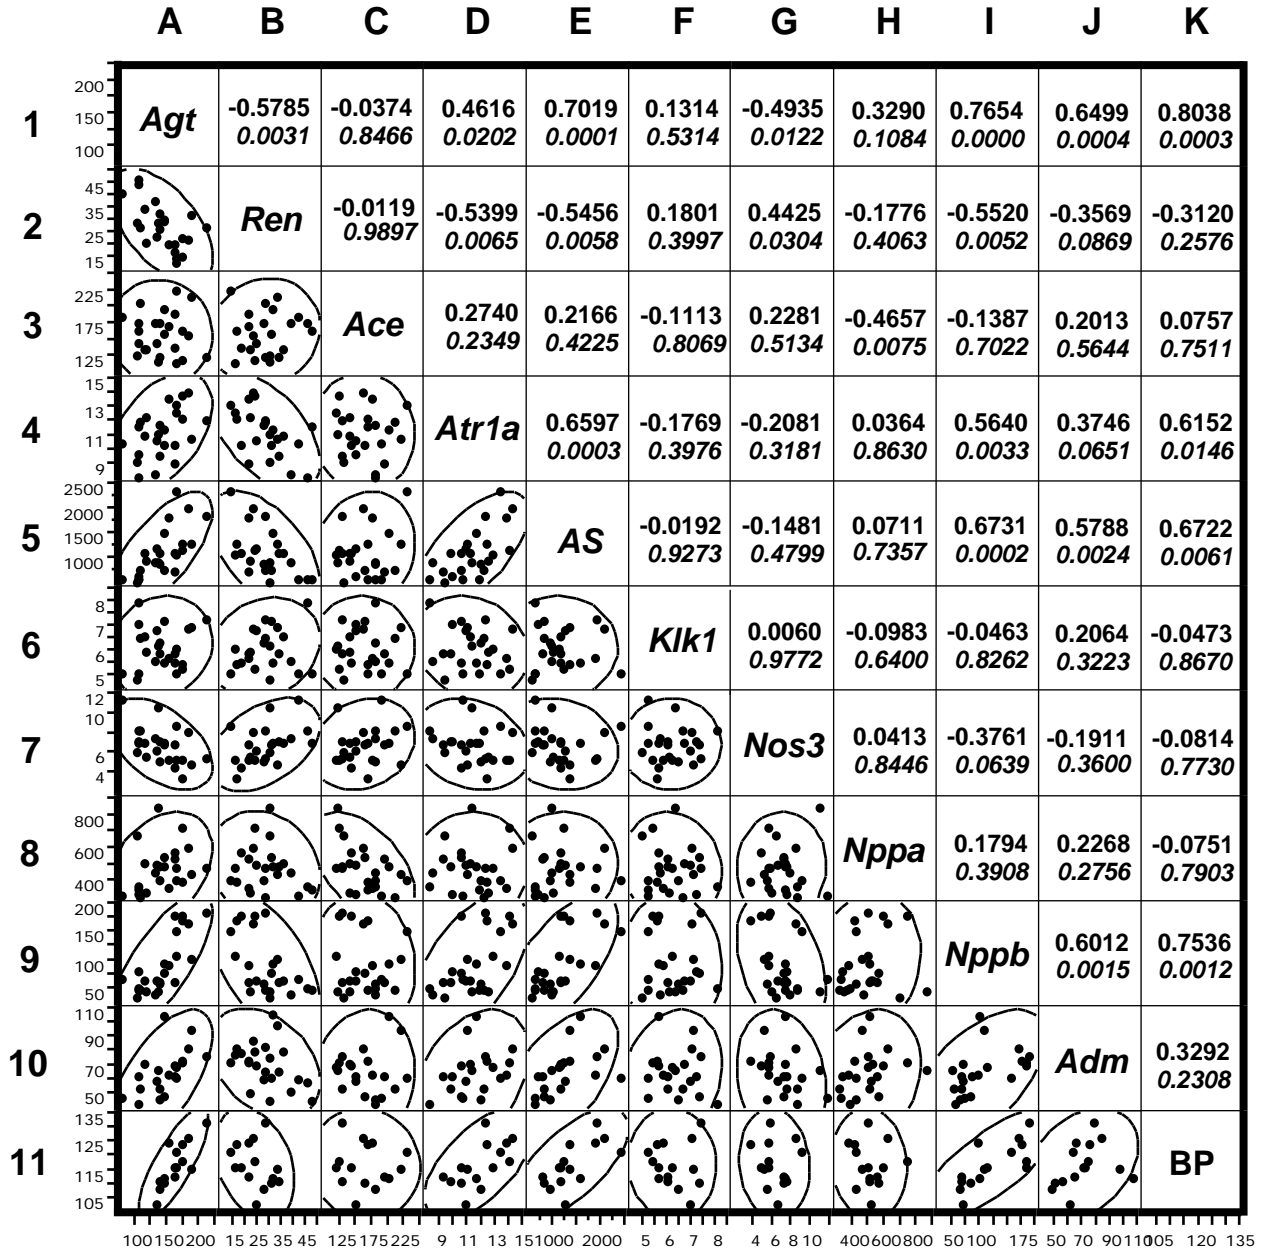 A B C D E F G H I J K
200
1 150 Agt -0.5785 -0.0374 0.4616 0.7019 0.1314 -0.4935 0.3290 0.7654 0.6499 0.8038
100 0.0031 0.8466 0.0202 0.0001 0.5314 0.0122 0.1084 0.0000 0.0004 0.0003
45
2 35 Ren -0.0119 -0.5399 -0.5456 0.1801 0.4425 -0.1776 -0.5520 -0.3569 -0.3120
25 0.9897 0.0065 0.0058 0.3997 0.0304 0.4063 0.0052 0.0869 0.2576
15
225
3 175 Ace 0.2740 0.2166 -0.1113 0.2281 -0.4657 -0.1387 0.2013 0.0757
125 0.2349 0.4225 0.8069 0.5134 0.0075 0.7022 0.5644 0.7511
15
13
4 Atr1a 0.6597 -0.1769 -0.2081 0.0364 0.5640 0.3746 0.6152
11 0.0003 0.3976 0.3181 0.8630 0.0033 0.0651 0.0146
9
2500
2000
5 1500 AS -0.0192 -0.1481 0.0711 0.6731 0.5788 0.6722
1000 0.9273 0.4799 0.7357 0.0002 0.0024 0.0061
8
6 7 Klk1 0.0060 -0.0983 -0.0463 0.2064 -0.0473
6 0.9772 0.6400 0.8262 0.3223 0.8670
5
12
10
7 Nos3 0.0413 -0.3761 -0.1911 -0.0814
6 0.8446 0.0639 0.3600 0.7730
4
800
8 600 Nppa 0.1794 0.2268 -0.0751
400 0.3908 0.2756 0.7903
200
150
9 100 Nppb 0.6012 0.7536
50 0.0015 0.0012
110
90
10 70 Adm 0.3292
50 0.2308
135
125
11 115 BP
105
100 150 200 15 25 35 45 125 175 225 9 11 13 15 1000 2000 5 6 7 8 4 6 8 10 400 600 800 50 100 175 50 70 90 110 105 120 135